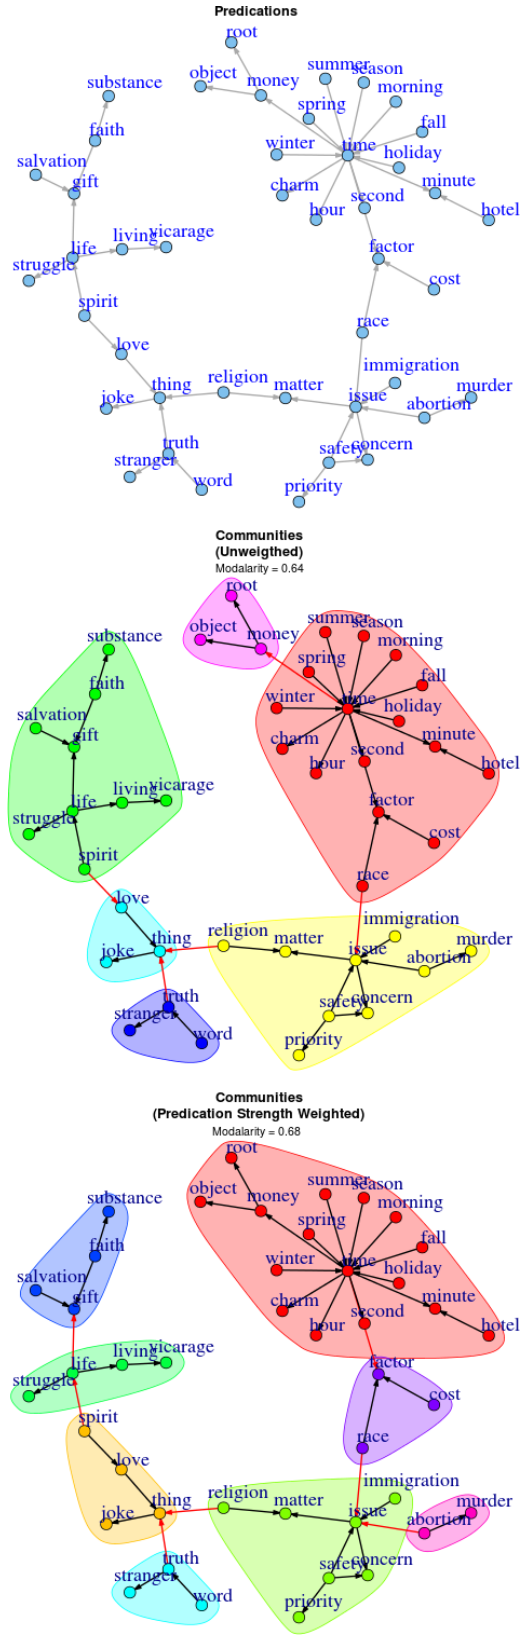 Predications
root
object
money
summer
season
morning
substance
spring
fall
faith
winter
time
holiday
salvation
gift
charm
second
minute
hour
hotel
life
living
vicarage
factor
struggle
cost
spirit
race
love
immigration
thing
religion
matter
issue
murder
joke
abortion
truth
safety
concern
stranger
word
priority
Communities
(Unweigthed)
Modalarity = 0.64
root
object
money
summer
season
morning
substance
spring
fall
faith
winter
time
holiday
salvation
gift
charm
second
minute
hour
hotel
life
living
vicarage
factor
struggle
cost
spirit
race
love
immigration
thing
religion
matter
issue
murder
joke
abortion
truth
safety
concern
stranger
word
priority
Communities
(Predication Strength Weighted)
Modalarity = 0.68
root
object
money
summer
season
morning
substance
spring
fall
faith
winter
time
holiday
salvation
gift
charm
second
minute
hour
hotel
life
living
vicarage
factor
struggle
cost
spirit
race
love
immigration
thing
religion
matter
issue
murder
joke
abortion
truth
safety
concern
stranger
word
priority